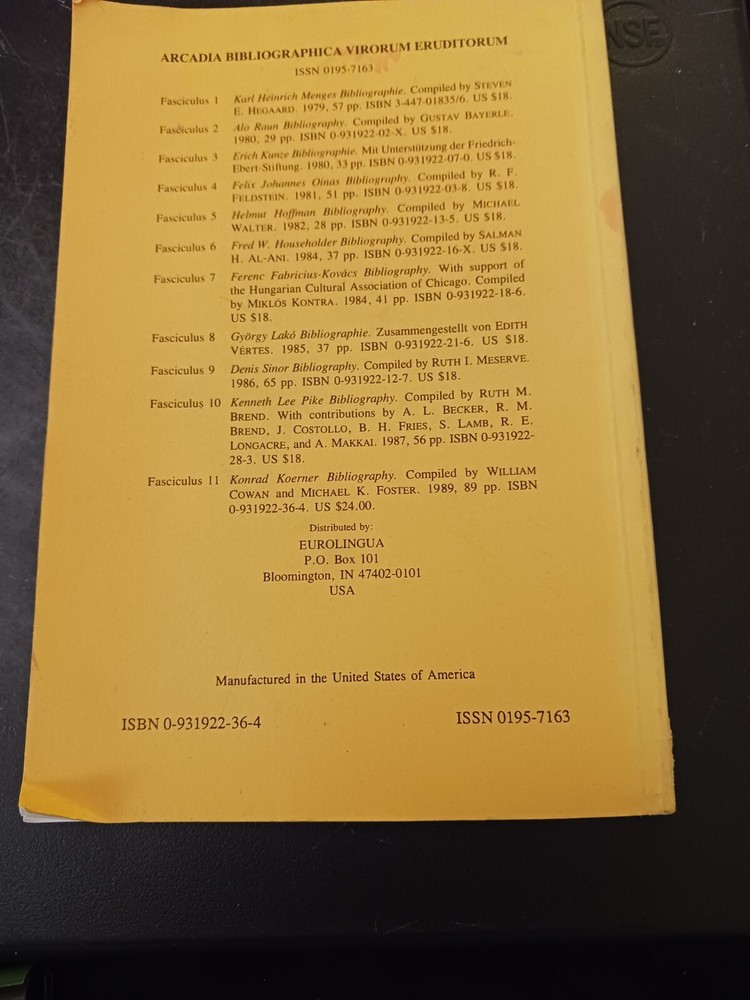 NSF
ARCADIA BIBLIOGRAPHICA VIRORUM ERUDITORUM
ISSN 0195-7163
Fasciculus 1 Karl Heinrich Menges Bibliographie. Compiled by STEVEN
E. HEGAARD. 1979, 57 pp. ISBN 3-447-01835/6. US $18.
Fasciculus 2 Alo Raun Bibliography. Compiled by GUSTAV BAYERLE.
1980, 29 pp. ISBN 0-931922-02-X. US $18.
Fasciculus 3 Erich Kunze Bibliographie. Mit Unterstützung der Friedrich-
Ebert-Stiftung. 1980, 33 pp. ISBN 0-931922-07-0. US $18.
Fasciculus 4 Felix Johannes Oinas Bibliography. Compiled by R. F.
FELDSTEIN. 1981, 51 pp. ISBN 0-931922-03-8. US $18.
Fasciculus 5 Helmut Hoffman Bibliography. Compiled by MICHAEL
WALTER. 1982, 28 pp. ISBN 0-931922-13-5. US $18.
Fasciculus 6 Fred W. Householder Bibliography. Compiled by SALMAN
H. AL-ANI. 1984, 37 pp. ISBN 0-931922-16-X. US $18.
Fasciculus 7 Ferenc Fabricius-Kovács Bibliography. With support of
the Hungarian Cultural Association of Chicago. Compiled
by MIKLÓS KONTRA. 1984, 41 pp. ISBN 0-931922-18-6.
US $18.
Fasciculus 8 György Lakó Bibliographie. Zusammengestellt von EDITH
VÉRTES. 1985, 37 pp. ISBN 0-931922-21-6. US $18.
Fasciculus 9 Denis Sinor Bibliography. Compiled by RUTH I. MESERVE.
1986, 65 pp. ISBN 0-931922-12-7. US $18.
Fasciculus 10 Kenneth Lee Pike Bibliography. Compiled by RUTH M.
BREND. With contributions by A. L. BECKER, R. M.
BREND, J. COSTOLLO, B. H. FRIES, S. LAMB, R. E.
LONGACRE, and A. MAKKAI. 1987, 56 pp. ISBN 0-931922-
28-3. US $18.
Fasciculus 11 Konrad Koerner Bibliography. Compiled by WILLIAM
COWAN and MICHAEL K. FOSTER. 1989, 89 pp. ISBN
0-931922-36-4. US $24.00.
Distributed by:
EUROLINGUA
P.O. Box 101
Bloomington, IN 47402-0101
USA
Manufactured in the United States of America
ISBN 0-931922-36-4
ISSN 0195-7163